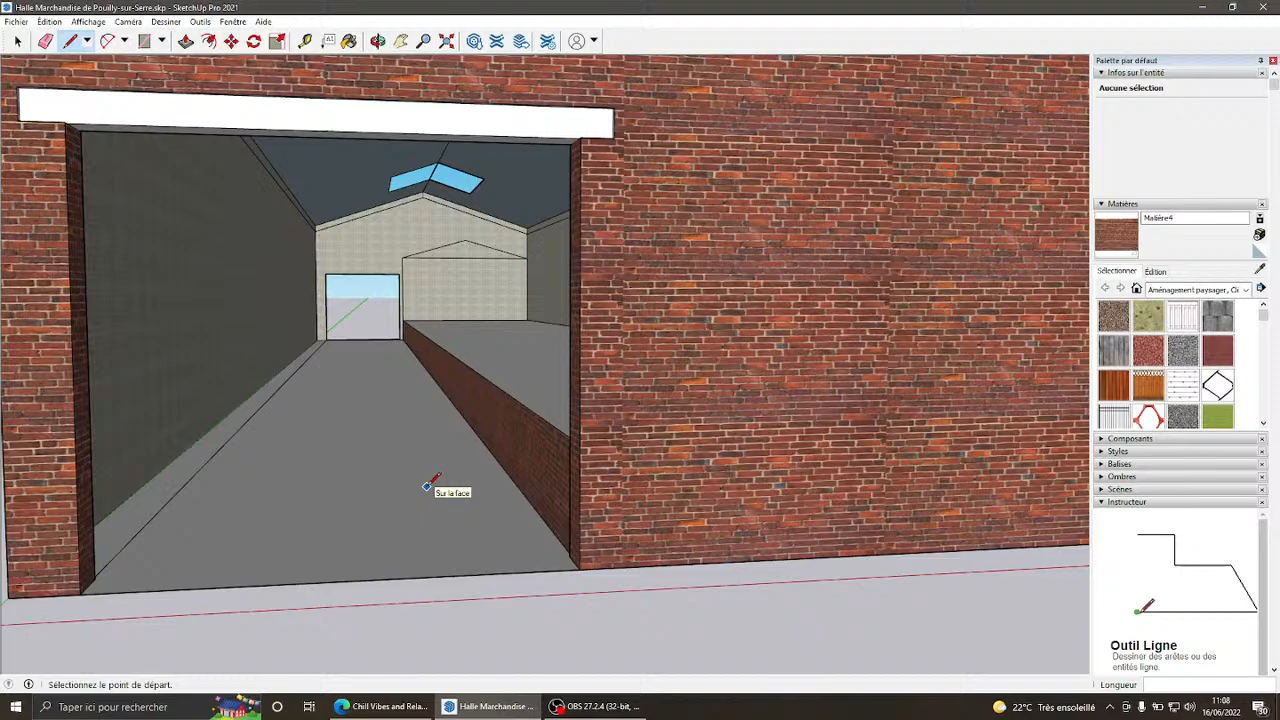 Halle Marchandise de Pouilly-sur-Serre.skp - SketchUp Pro 2021
Fichier Édition Affichage Caméra Dessiner Outils Fenêtre Aide
Palette par défaut
Infos sur l'entité
Aucune sélection
Matières
Matière4
Sélectionner Édition
Aménagement paysager, Cl
Composants
Styles
Balises
Ombres
Scènes
Instructeur
Sur la face
Outil Ligne
Dessiner des arêtes ou des
entités ligne.
Sélectionnez le point de départ.
Longueur
Taper ici pour rechercher
Chill Vibes and Rela...
Halle Marchandise ...
OBS 27.2.4 (32-bit, ...
22°C Très ensoleillé
11:08
16/06/2022